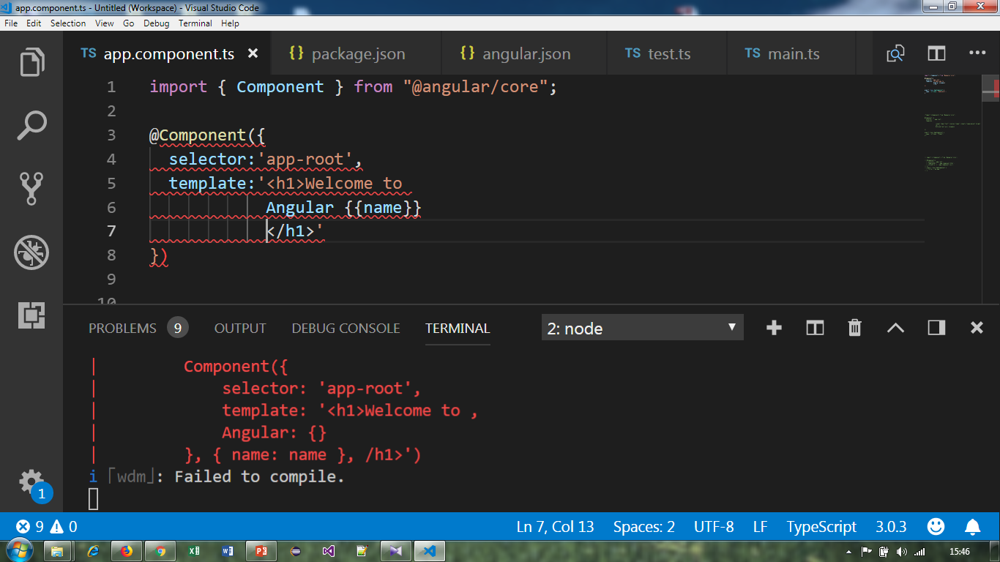 app.component.ts - Untitled (Workspace) - Visual Studio Code
File Edit Selection View Go Debug Terminal Help
TS app.component.ts × {} package.json {} angular.json TS test.ts TS main.ts ...
1 import { Component } from "@angular/core";
2
3 @Component({
4 selector:'app-root',
5 template:'<h1>Welcome to
6 Angular {{name}}
7 </h1>'
8 })
9
10
PROBLEMS 9 OUTPUT DEBUG CONSOLE TERMINAL 2: node
| Component({
| selector: 'app-root',
| template: '<h1>Welcome to ,
| Angular: {}
| }, { name: name }, /h1>')
i ｢wdm｣: Failed to compile.
1
9 0 Ln 7, Col 13 Spaces: 2 UTF-8 LF TypeScript 3.0.3
15:46